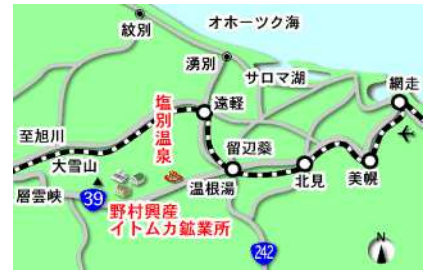 オホーツク海
紋別
湧別
サロマ湖
網走
塩別温泉
遠軽
至旭川
留辺蘂
大雪山
層雲峡
39
温根湯
北見
美幌
野村興産
イトムカ鉱業所
242
N